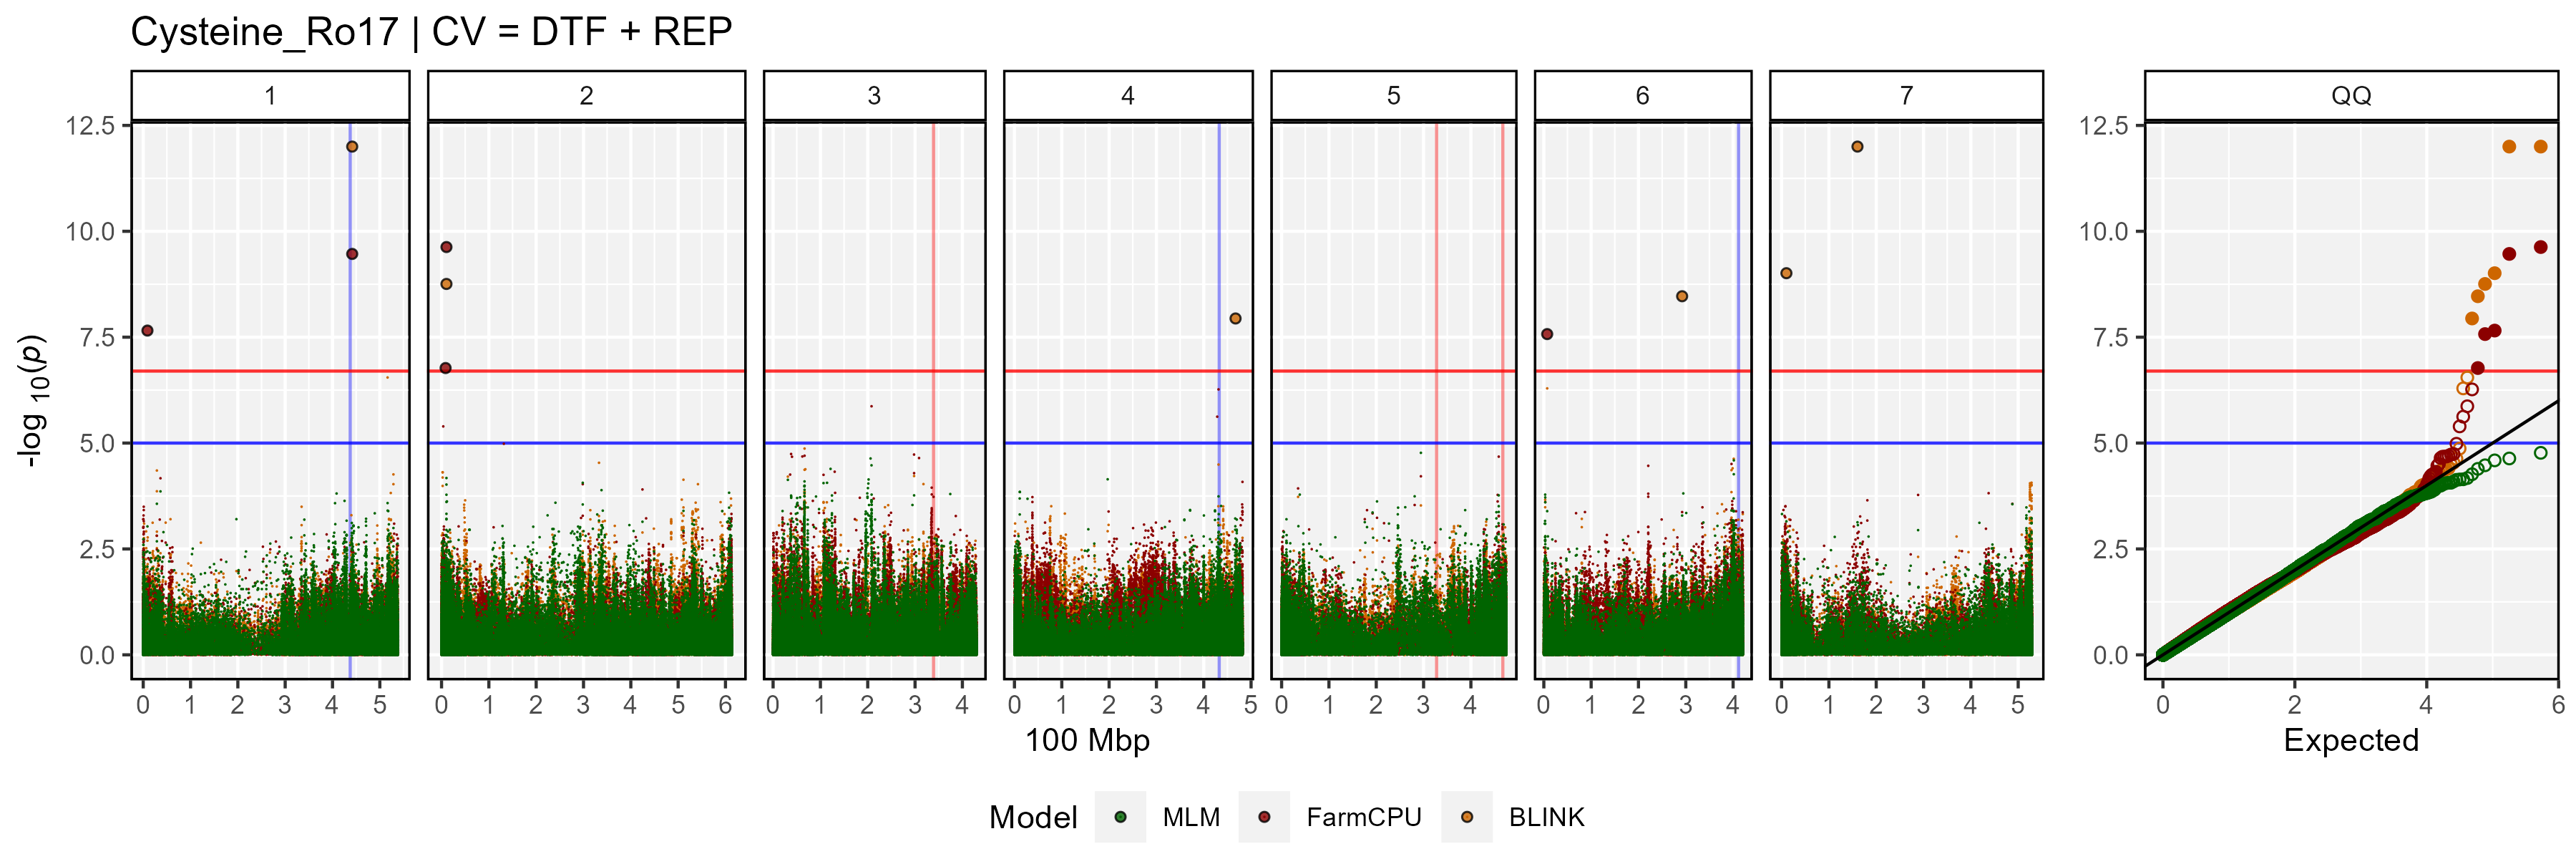 Cysteine_Ro17 | CV = DTF + REP
1 2 3 4 5 6 7 QQ
12.5 12.5
10.0 10.0
7.5 7.5
-log 10(p)
5.0 5.0
2.5 2.5
0.0 0.0
0 1 2 3 4 5 0 1 2 3 4 5 6 0 1 2 3 4 0 1 2 3 4 5 0 1 2 3 4 0 1 2 3 4 0 1 2 3 4 5 0 2 4 6
100 Mbp Expected
Model MLM FarmCPU BLINK